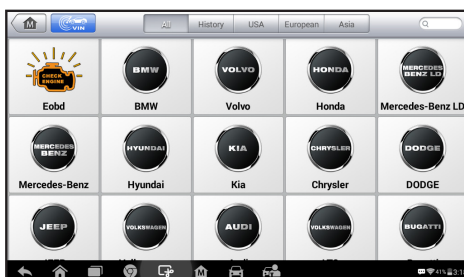 M VIN All History USA European Asia
CHECK ENGINE BMW VOLVO HONDA MERCEDES BENZ LD
Eobd BMW Volvo Honda Mercedes-Benz LD
MERCEDES BENZ HYUNDAI KIA CHRYSLER DODGE
Mercedes-Benz Hyundai Kia Chrysler DODGE
JEEP VOLKSWAGEN AUDI VOLKSWAGEN BUGATTI
M 41%